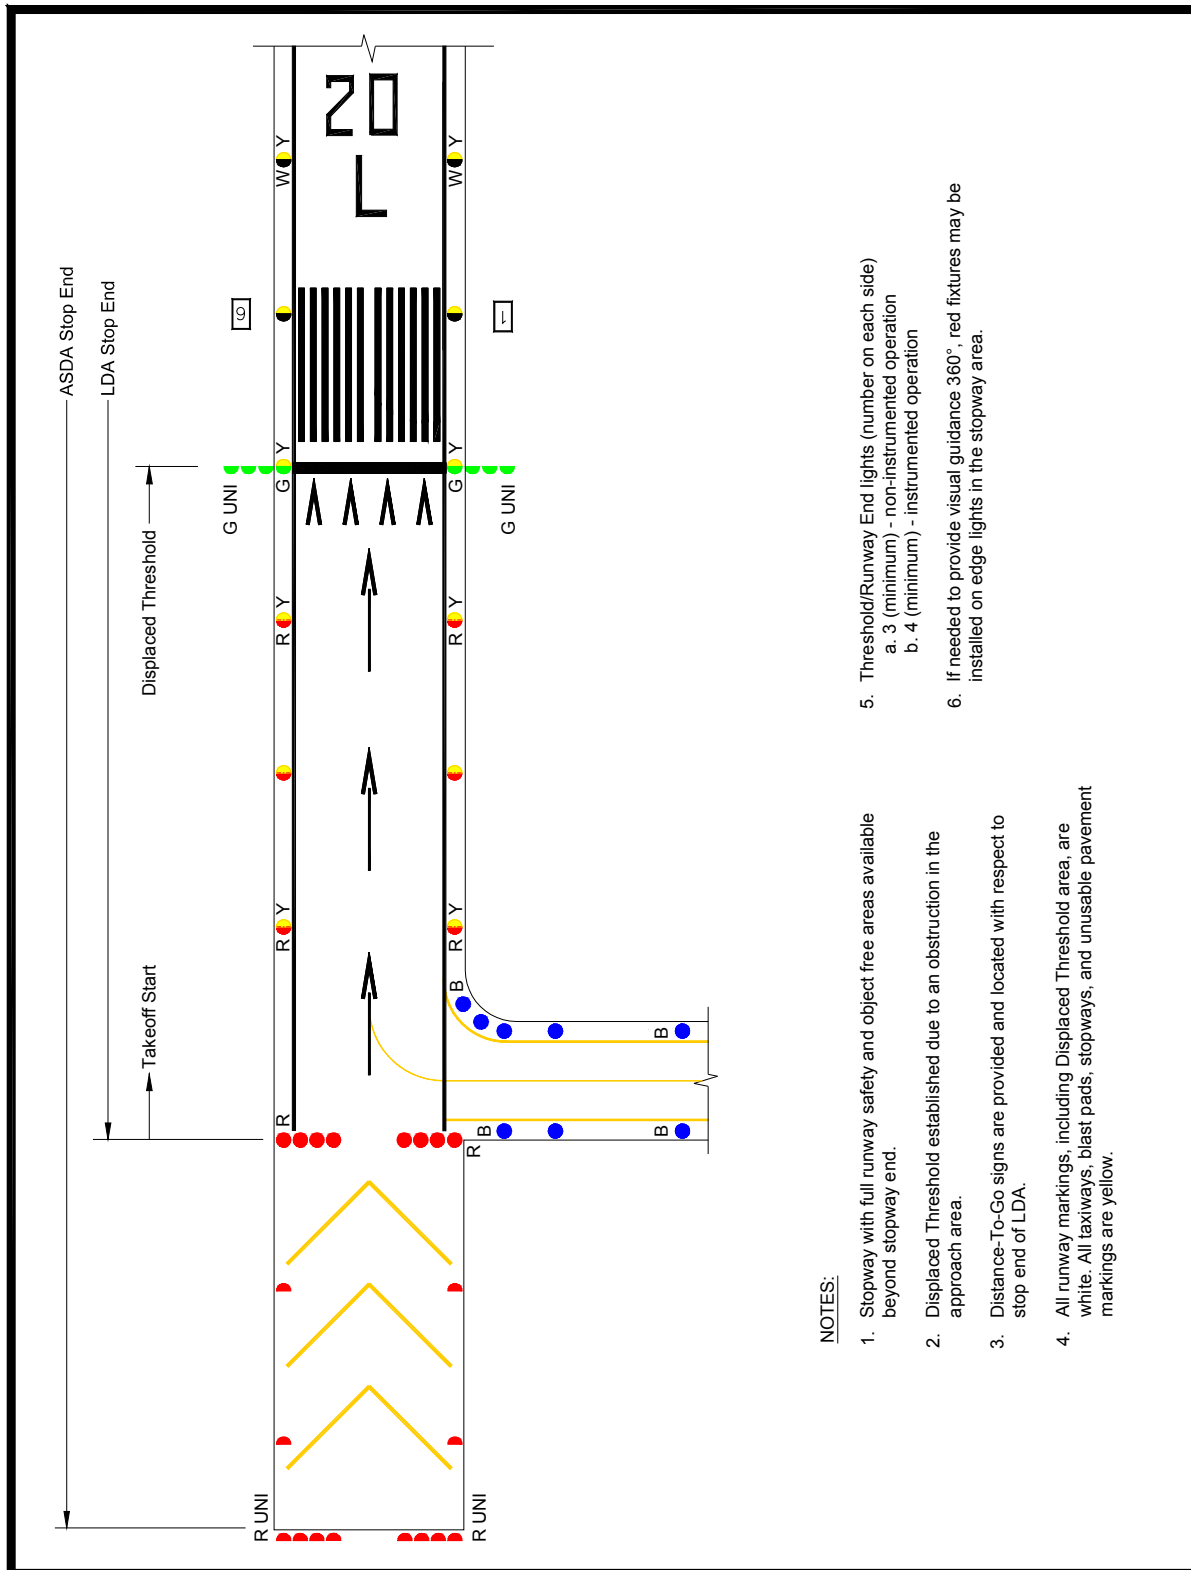 ASDA Stop End
LDA Stop End
Displaced Threshold
Takeoff Start
G UNI
R UNI
R
R Y
R Y
G Y
W Y
20
L
R UNI
R
B
B
B
B
R Y
R Y
G Y
W Y
G UNI
1
NOTES:
1. Stopway with full runway safety and object free areas available
beyond stopway end.
2. Displaced Threshold established due to an obstruction in the
approach area.
3. Distance-To-Go signs are provided and located with respect to
stop end of LDA.
4. All runway markings, including Displaced Threshold area, are
white. All taxiways, blast pads, stopways, and unusable pavement
markings are yellow.
5. Threshold/Runway End lights (number on each side)
a. 3 (minimum) - non-instrumented operation
b. 4 (minimum) - instrumented operation
6. If needed to provide visual guidance 360°, red fixtures may be
installed on edge lights in the stopway area.